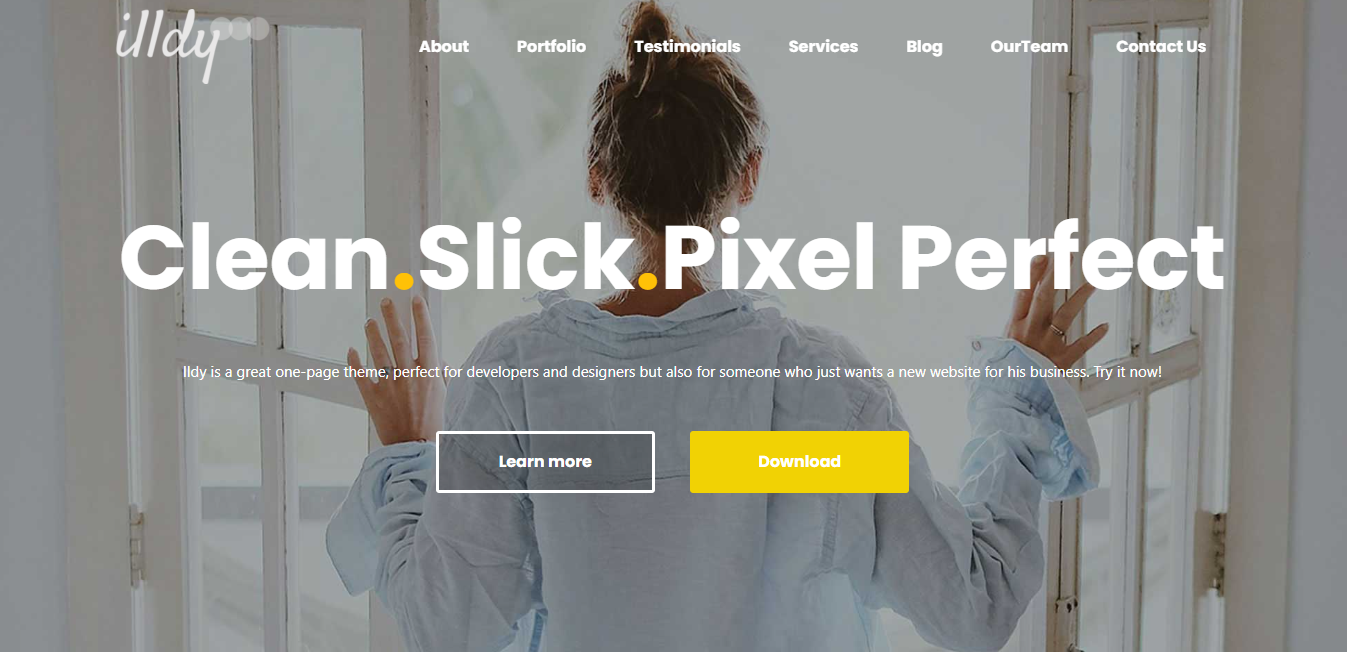 illdy
About Portfolio Testimonials Services Blog OurTeam Contact Us
Clean.Slick.Pixel Perfect
Ildy is a great one-page theme, perfect for developers and designers but also for someone who just wants a new website for his business. Try it now!
Learn more Download